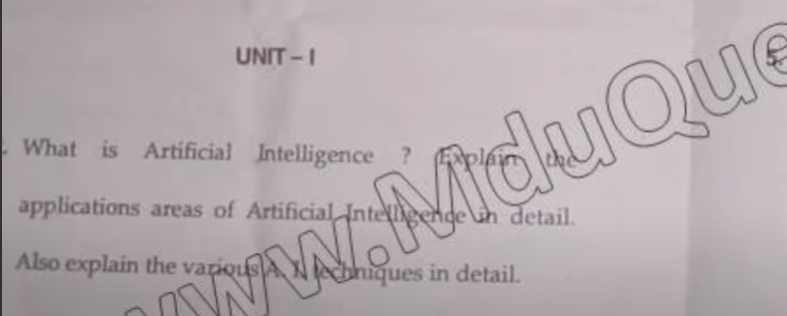 UNIT – I
5.
. What is Artificial Intelligence ? Explain the
applications areas of Artificial Intelligence in detail.
Also explain the various A. I. techniques in detail.
www.MduQue